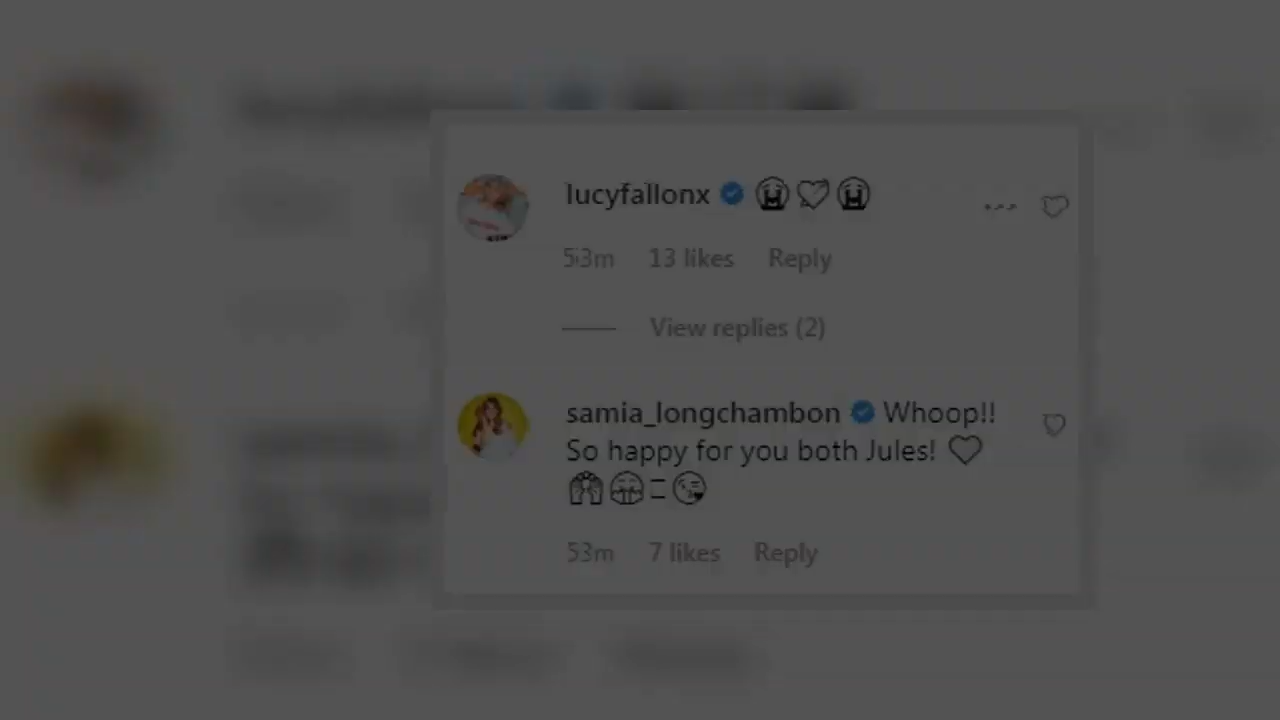 lucyfallonx 😭💘😭
53m 13 likes Reply
View replies (2)
samia_longchambon Whoop!!
So happy for you both Jules! ♡
🙌😁😘
53m 7 likes Reply